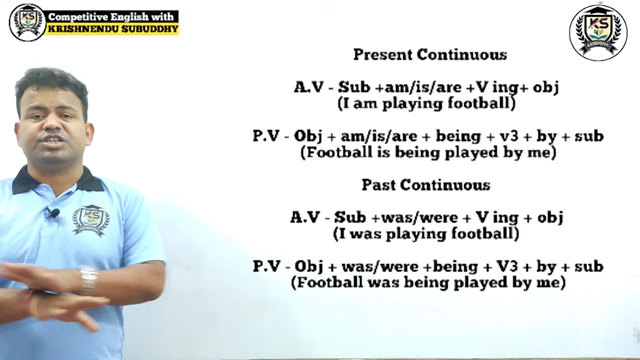 Competitive English with
KRISHNENDU SUBUDDHY
KS
Present Continuous
A.V - Sub +am/is/are +V ing+ obj
(I am playing football)
P.V - Obj + am/is/are + being + v3 + by + sub
(Football is being played by me)
Past Continuous
A.V - Sub +was/were + V ing + obj
(I was playing football)
P.V - Obj + was/were +being + V3 + by + sub
(Football was being played by me)
KS
KS